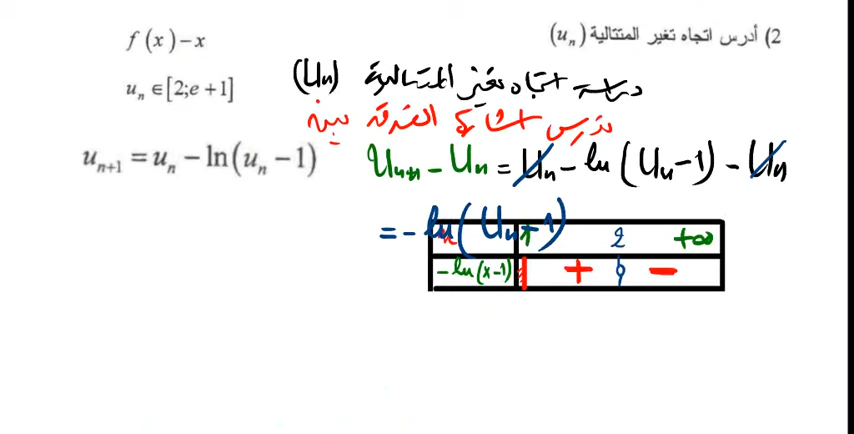 2) أدرس اتجاه تغير المتتالية (uₙ)
f(x)−x
دراسة اتجاه تغير المتتالية (Uₙ)
uₙ ∈ [2;e+1]
ندرس إشارة الفرق
uₙ₊₁ = uₙ − ln(uₙ − 1)
Uₙ₊₁ − Uₙ = Uₙ − ln(Uₙ−1) − Uₙ
= −ln(Uₙ−1)
x 1 2 +∞
−ln(x−1) + 0 −